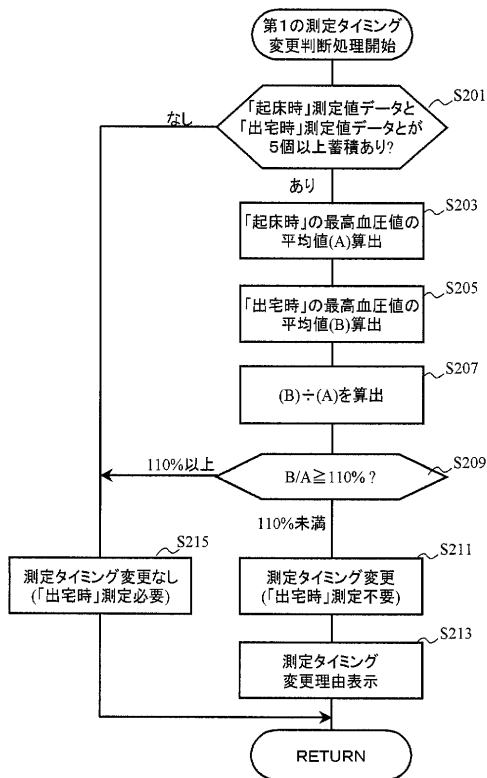 第1の測定タイミング
変更判断処理開始
S201
「起床時」測定値データと
「出宅時」測定値データとが
5個以上蓄積あり?
なし
あり
S203
「起床時」の最高血圧値の
平均値(A)算出
S205
「出宅時」の最高血圧値の
平均値(B)算出
S207
(B)÷(A)を算出
S209
B/A≧110%?
110%以上
110%未満
S215
測定タイミング変更なし
(「出宅時」測定必要)
S211
測定タイミング変更
(「出宅時」測定不要)
S213
測定タイミング
変更理由表示
RETURN